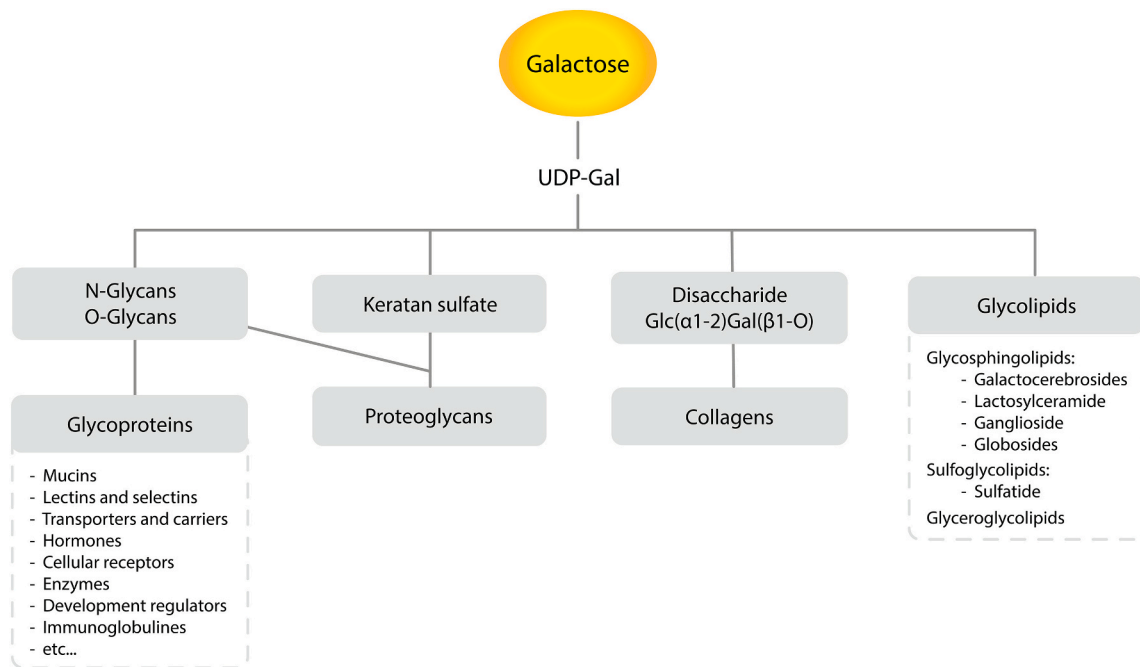 Galactose
UDP-Gal
N-Glycans
O-Glycans
Keratan sulfate
Disaccharide
Glc(α1-2)Gal(β1-O)
Glycolipids
Glycoproteins
- Mucins
- Lectins and selectins
- Transporters and carriers
- Hormones
- Cellular receptors
- Enzymes
- Development regulators
- Immunoglobulines
- etc...
Proteoglycans
Collagens
Glycosphingolipids:
- Galactocerebrosides
- Lactosylceramide
- Ganglioside
- Globosides
Sulfoglycolipids:
- Sulfatide
Glyceroglycolipids